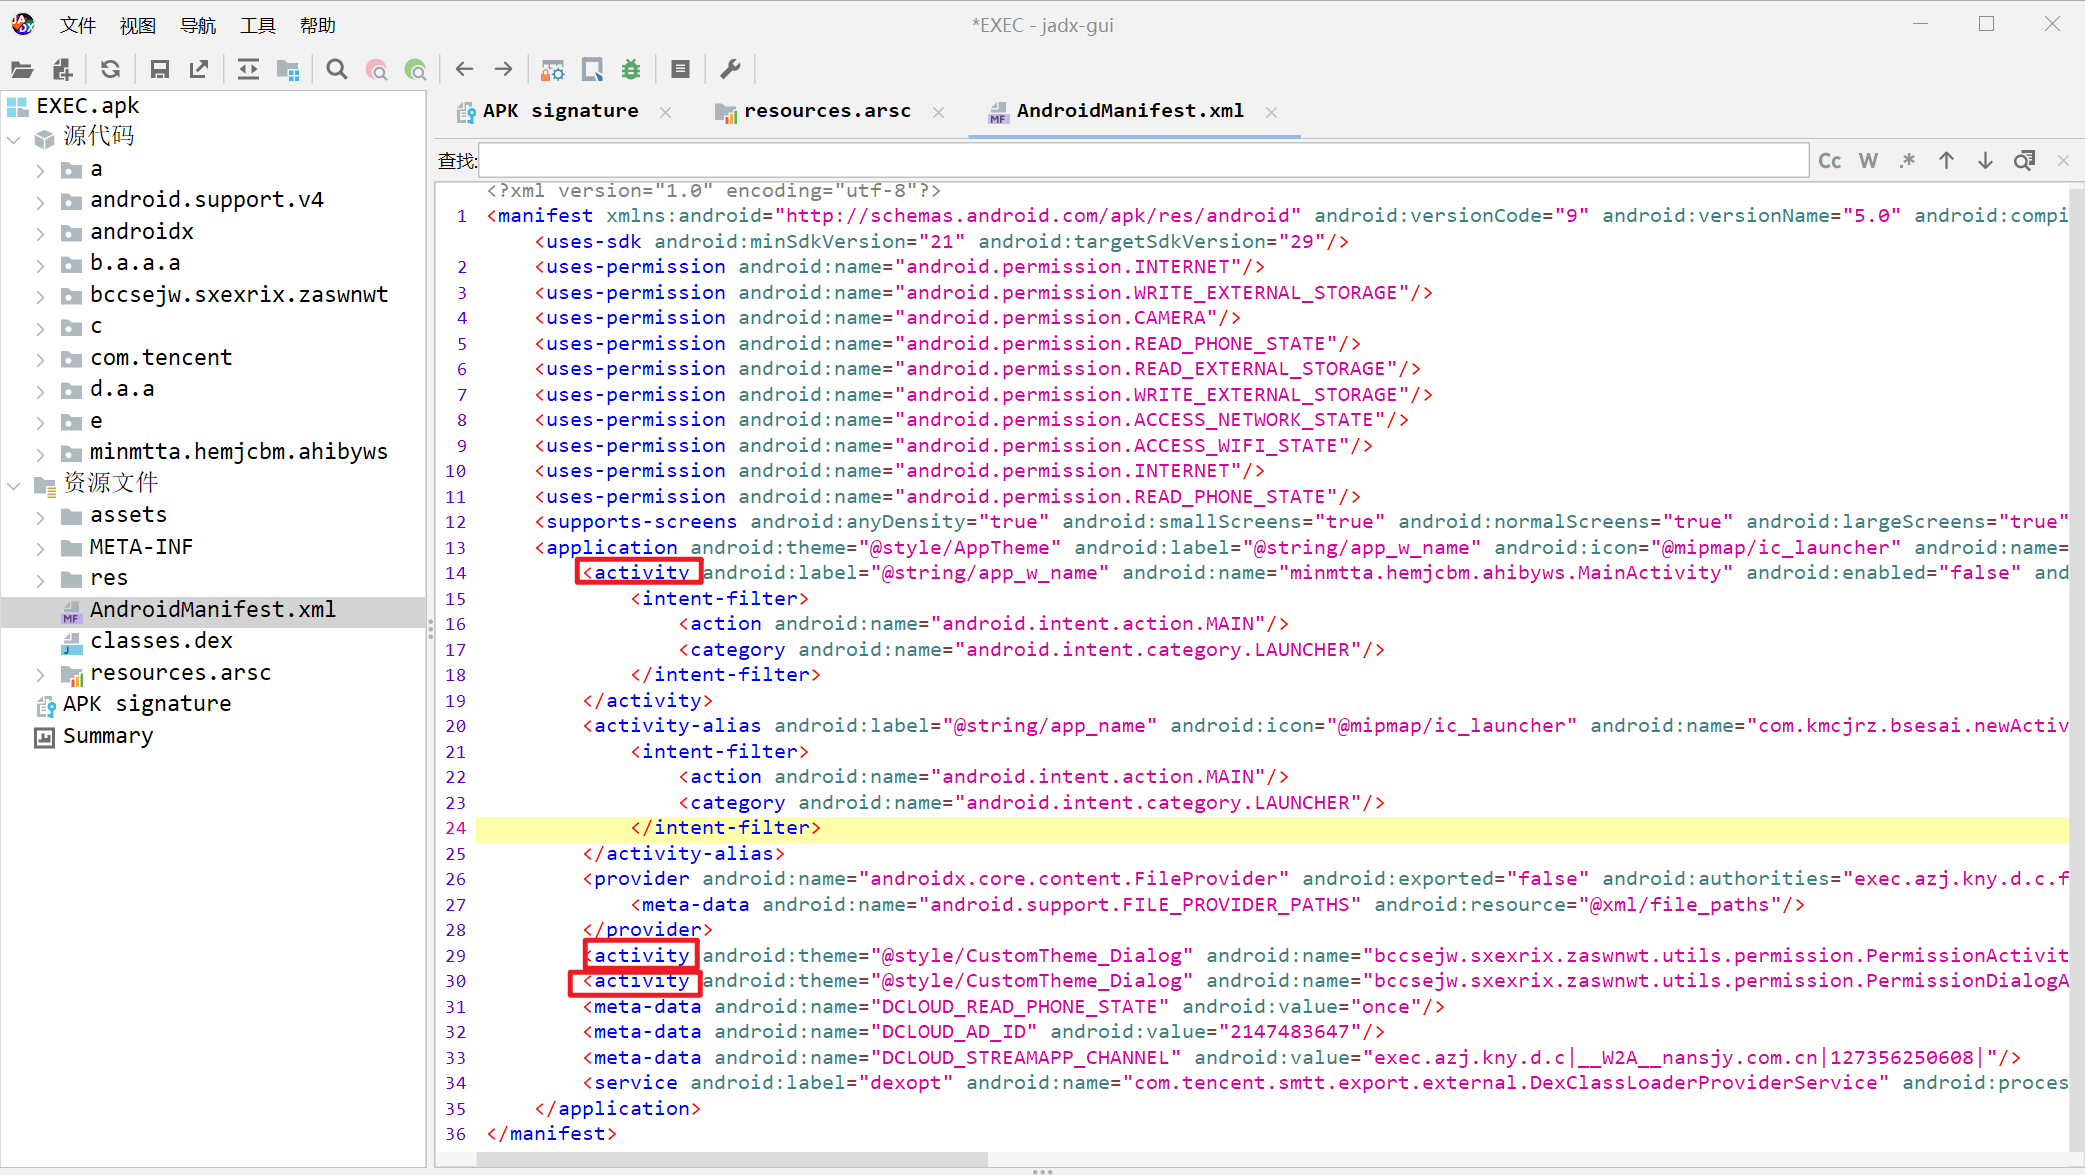 文件 视图 导航 工具 帮助
*EXEC - jadx-gui
EXEC.apk
源代码
a
android.support.v4
androidx
b.a.a.a
bccsejw.sxexrix.zaswnwt
c
com.tencent
d.a.a
e
minmtta.hemjcbm.ahibyws
资源文件
assets
META-INF
res
AndroidManifest.xml
classes.dex
resources.arsc
APK signature
Summary
APK signature resources.arsc AndroidManifest.xml
查找: Cc W .*
<?xml version="1.0" encoding="utf-8"?>
1 <manifest xmlns:android="http://schemas.android.com/apk/res/android" android:versionCode="9" android:versionName="5.0" android:compi
<uses-sdk android:minSdkVersion="21" android:targetSdkVersion="29"/>
2 <uses-permission android:name="android.permission.INTERNET"/>
3 <uses-permission android:name="android.permission.WRITE_EXTERNAL_STORAGE"/>
4 <uses-permission android:name="android.permission.CAMERA"/>
5 <uses-permission android:name="android.permission.READ_PHONE_STATE"/>
6 <uses-permission android:name="android.permission.READ_EXTERNAL_STORAGE"/>
7 <uses-permission android:name="android.permission.WRITE_EXTERNAL_STORAGE"/>
8 <uses-permission android:name="android.permission.ACCESS_NETWORK_STATE"/>
9 <uses-permission android:name="android.permission.ACCESS_WIFI_STATE"/>
10 <uses-permission android:name="android.permission.INTERNET"/>
11 <uses-permission android:name="android.permission.READ_PHONE_STATE"/>
12 <supports-screens android:anyDensity="true" android:smallScreens="true" android:normalScreens="true" android:largeScreens="true"
13 <application android:theme="@style/AppTheme" android:label="@string/app_w_name" android:icon="@mipmap/ic_launcher" android:name=
14 <activity android:label="@string/app_w_name" android:name="minmtta.hemjcbm.ahibyws.MainActivity" android:enabled="false" and
15 <intent-filter>
16 <action android:name="android.intent.action.MAIN"/>
17 <category android:name="android.intent.category.LAUNCHER"/>
18 </intent-filter>
19 </activity>
20 <activity-alias android:label="@string/app_name" android:icon="@mipmap/ic_launcher" android:name="com.kmcjrz.bsesai.newActiv
21 <intent-filter>
22 <action android:name="android.intent.action.MAIN"/>
23 <category android:name="android.intent.category.LAUNCHER"/>
24 </intent-filter>
25 </activity-alias>
26 <provider android:name="androidx.core.content.FileProvider" android:exported="false" android:authorities="exec.azj.kny.d.c.f
27 <meta-data android:name="android.support.FILE_PROVIDER_PATHS" android:resource="@xml/file_paths"/>
28 </provider>
29 <activity android:theme="@style/CustomTheme_Dialog" android:name="bccsejw.sxexrix.zaswnwt.utils.permission.PermissionActivit
30 <activity android:theme="@style/CustomTheme_Dialog" android:name="bccsejw.sxexrix.zaswnwt.utils.permission.PermissionDialogA
31 <meta-data android:name="DCLOUD_READ_PHONE_STATE" android:value="once"/>
32 <meta-data android:name="DCLOUD_AD_ID" android:value="2147483647"/>
33 <meta-data android:name="DCLOUD_STREAMAPP_CHANNEL" android:value="exec.azj.kny.d.c|__W2A__nansjy.com.cn|127356250608|"/>
34 <service android:label="dexopt" android:name="com.tencent.smtt.export.external.DexClassLoaderProviderService" android:proces
35 </application>
36 </manifest>